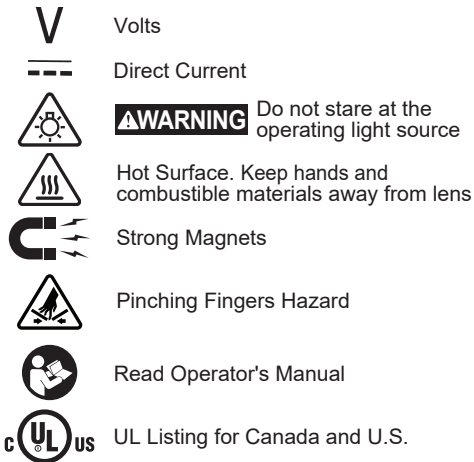 V Volts
Direct Current
WARNING Do not stare at the
operating light source
Hot Surface. Keep hands and
combustible materials away from lens
Strong Magnets
Pinching Fingers Hazard
Read Operator's Manual
C UL US UL Listing for Canada and U.S.